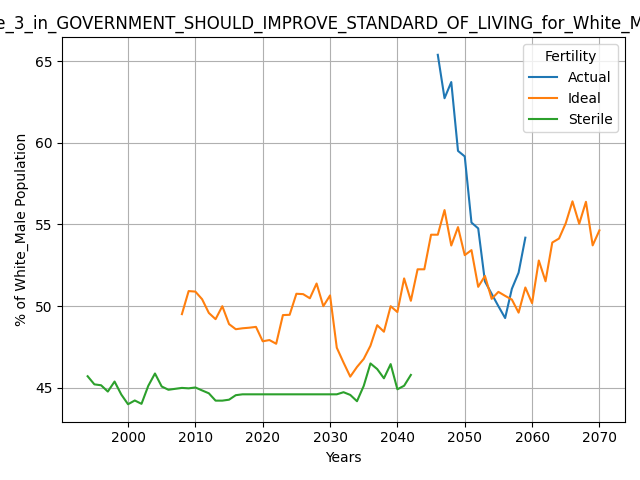 e_3_in_GOVERNMENT_SHOULD_IMPROVE_STANDARD_OF_LIVING_for_White_M
Fertility
Actual
Ideal
Sterile
% of White_Male Population
65
60
55
50
45
2000 2010 2020 2030 2040 2050 2060 2070
Years